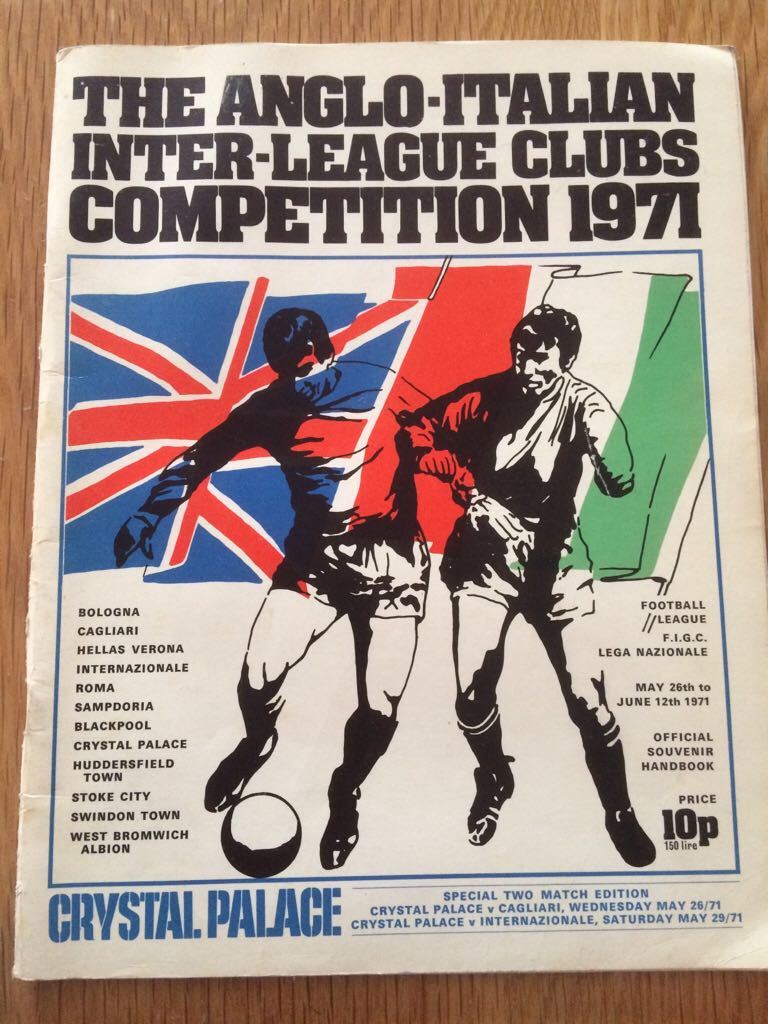 THE ANGLO-ITALIAN
INTER-LEAGUE CLUBS
COMPETITION 1971
BOLOGNA
CAGLIARI
HELLAS VERONA
INTERNAZIONALE
ROMA
SAMPDORIA
BLACKPOOL
CRYSTAL PALACE
HUDDERSFIELD
TOWN
STOKE CITY
SWINDON TOWN
WEST BROMWICH
ALBION
FOOTBALL
//LEAGUE
F.I.G.C.
LEGA NAZIONALE
MAY 26th to
JUNE 12th 1971
OFFICIAL
SOUVENIR
HANDBOOK
PRICE
10p
150 lire
CRYSTAL PALACE
SPECIAL TWO MATCH EDITION
CRYSTAL PALACE v CAGLIARI, WEDNESDAY MAY 26/71
CRYSTAL PALACE v INTERNAZIONALE, SATURDAY MAY 29/71